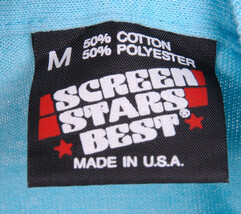 M 50% COTTON
50% POLYESTER
SCREEN
STARS
BEST®
MADE IN U.S.A.